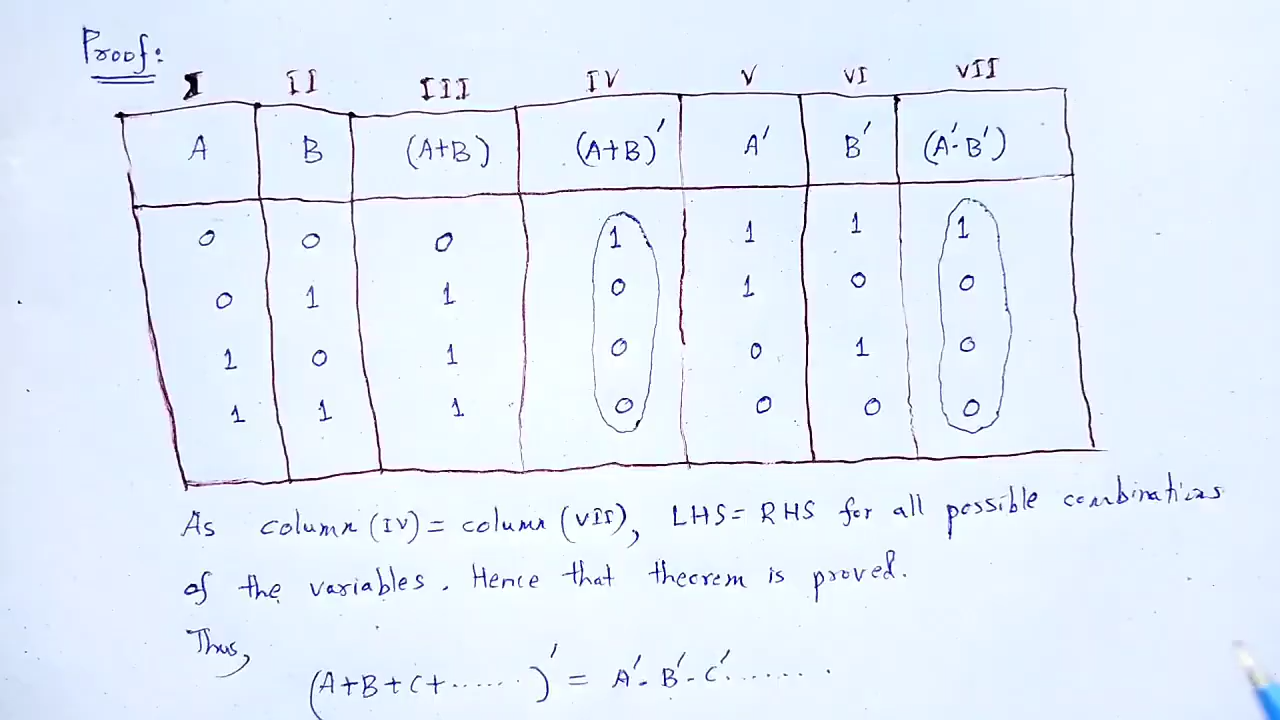 Proof:
I II III IV V VI VII
A B (A+B) (A+B)′ A′ B′ (A′-B′)
0 0 0 1 1 1 1
0 1 1 0 1 0 0
1 0 1 0 0 1 0
1 1 1 0 0 0 0
As column (IV) = column (VII), LHS = RHS for all possible combinations
of the variables. Hence that theorem is proved.
Thus,
(A+B+C+......)′ = A′- B′- C′.......